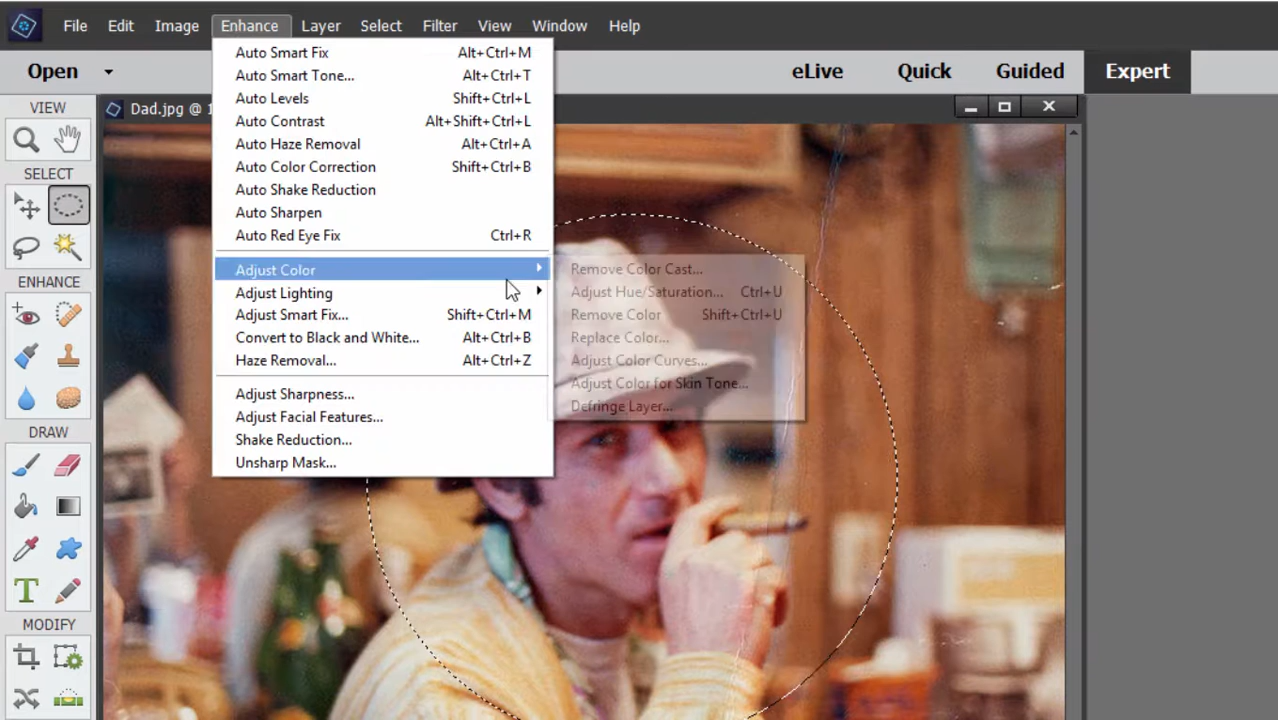 File Edit Image Enhance Layer Select Filter View Window Help
Open eLive Quick Guided Expert
VIEW
Dad.jpg @ 1
SELECT
ENHANCE
DRAW
T
MODIFY
Auto Smart Fix Alt+Ctrl+M
Auto Smart Tone... Alt+Ctrl+T
Auto Levels Shift+Ctrl+L
Auto Contrast Alt+Shift+Ctrl+L
Auto Haze Removal Alt+Ctrl+A
Auto Color Correction Shift+Ctrl+B
Auto Shake Reduction
Auto Sharpen
Auto Red Eye Fix Ctrl+R
Adjust Color
Adjust Lighting
Adjust Smart Fix... Shift+Ctrl+M
Convert to Black and White... Alt+Ctrl+B
Haze Removal... Alt+Ctrl+Z
Adjust Sharpness...
Adjust Facial Features...
Shake Reduction...
Unsharp Mask...
Remove Color Cast...
Adjust Hue/Saturation... Ctrl+U
Remove Color Shift+Ctrl+U
Replace Color...
Adjust Color Curves...
Adjust Color for Skin Tone...
Defringe Layer...